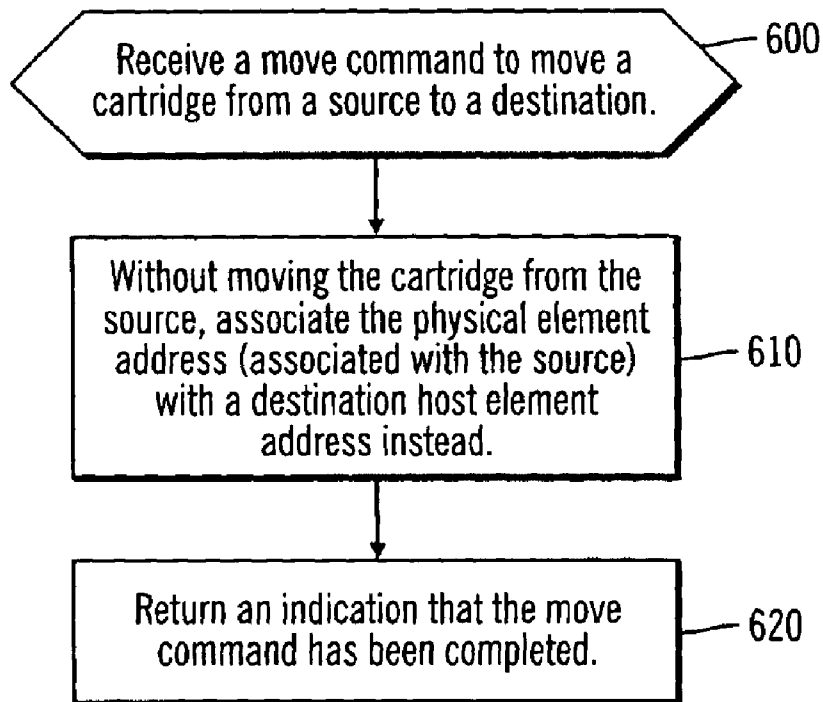 Receive a move command to move a
cartridge from a source to a destination.
600
Without moving the cartridge from the
source, associate the physical element
address (associated with the source)
with a destination host element
address instead.
610
Return an indication that the move
command has been completed.
620